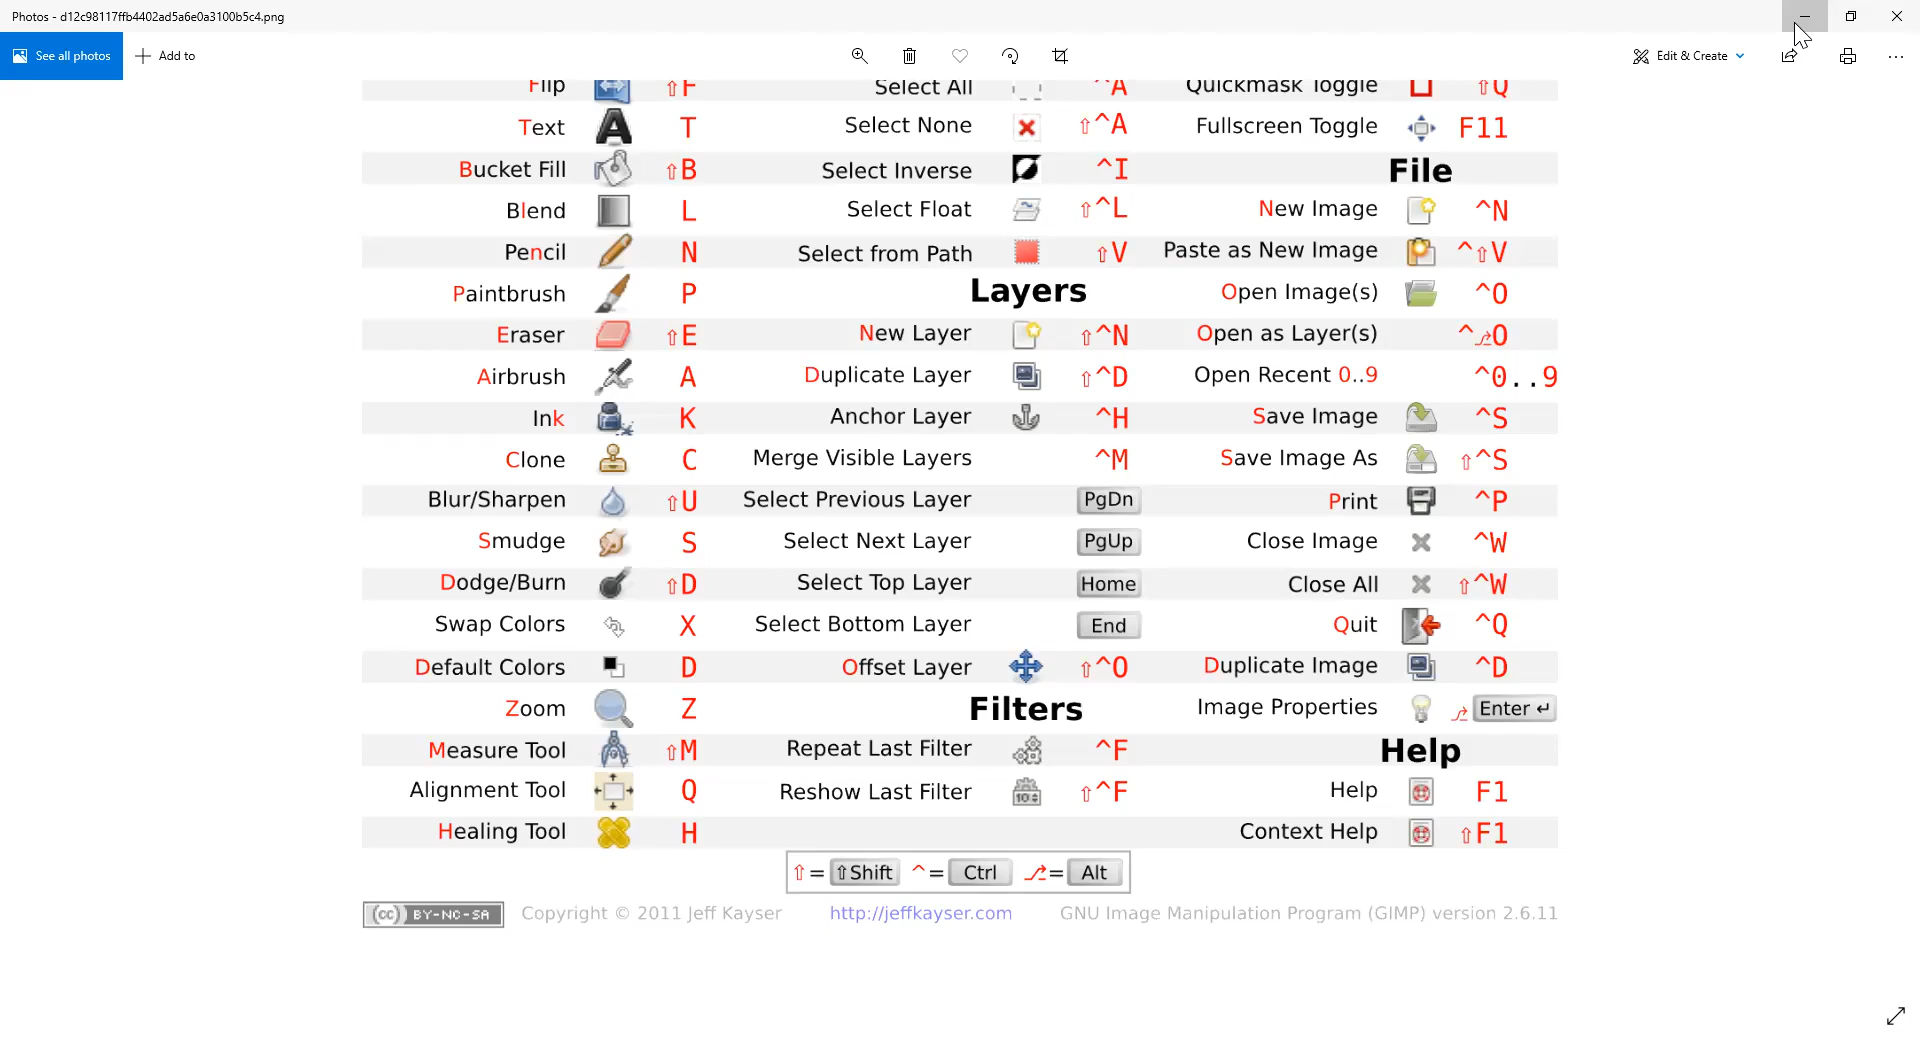 Photos - d12c98117ffb4402ad5a6e0a3100b5c4.png
See all photos
Add to
Edit & Create
Flip ⇧F
Text T
Bucket Fill ⇧B
Blend L
Pencil N
Paintbrush P
Eraser ⇧E
Airbrush A
Ink K
Clone C
Blur/Sharpen ⇧U
Smudge S
Dodge/Burn ⇧D
Swap Colors X
Default Colors D
Zoom Z
Measure Tool ⇧M
Alignment Tool Q
Healing Tool H
Select All ^A
Select None ⇧^A
Select Inverse ^I
Select Float ⇧^L
Select from Path ⇧V
Layers
New Layer ⇧^N
Duplicate Layer ⇧^D
Anchor Layer ^H
Merge Visible Layers ^M
Select Previous Layer PgDn
Select Next Layer PgUp
Select Top Layer Home
Select Bottom Layer End
Offset Layer ⇧^O
Filters
Repeat Last Filter ^F
Reshow Last Filter ⇧^F
Quickmask Toggle ⇧Q
Fullscreen Toggle F11
File
New Image ^N
Paste as New Image ^⇧V
Open Image(s) ^O
Open as Layer(s) ^⎇O
Open Recent 0..9 ^0..9
Save Image ^S
Save Image As ⇧^S
Print ^P
Close Image ^W
Close All ⇧^W
Quit ^Q
Duplicate Image ^D
Image Properties ⎇ Enter ↵
Help
Help F1
Context Help ⇧F1
⇧= ⇧Shift ^= Ctrl ⎇= Alt
(cc) BY-NC-SA Copyright © 2011 Jeff Kayser http://jeffkayser.com GNU Image Manipulation Program (GIMP) version 2.6.11